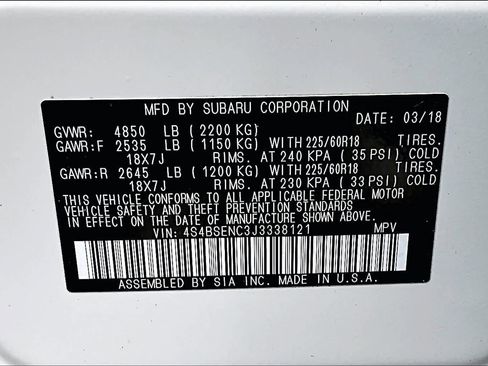 MFD BY SUBARU CORPORATION
DATE: 03/18
GVWR: 4850 LB ( 2200 KG)
GAWR:F 2535 LB ( 1150 KG) WITH 225/60R18 TIRES.
18X7J RIMS. AT 240 KPA ( 35 PSI) COLD
GAWR:R 2645 LB ( 1200 KG) WITH 225/60R18 TIRES.
18X7J RIMS. AT 230 KPA ( 33 PSI) COLD
THIS VEHICLE CONFORMS TO ALL APPLICABLE FEDERAL MOTOR
VEHICLE SAFETY AND THEFT PREVENTION STANDARDS
IN EFFECT ON THE DATE OF MANUFACTURE SHOWN ABOVE.
VIN: 4S4BSENC3J3338121 MPV
ASSEMBLED BY SIA INC. MADE IN U.S.A.